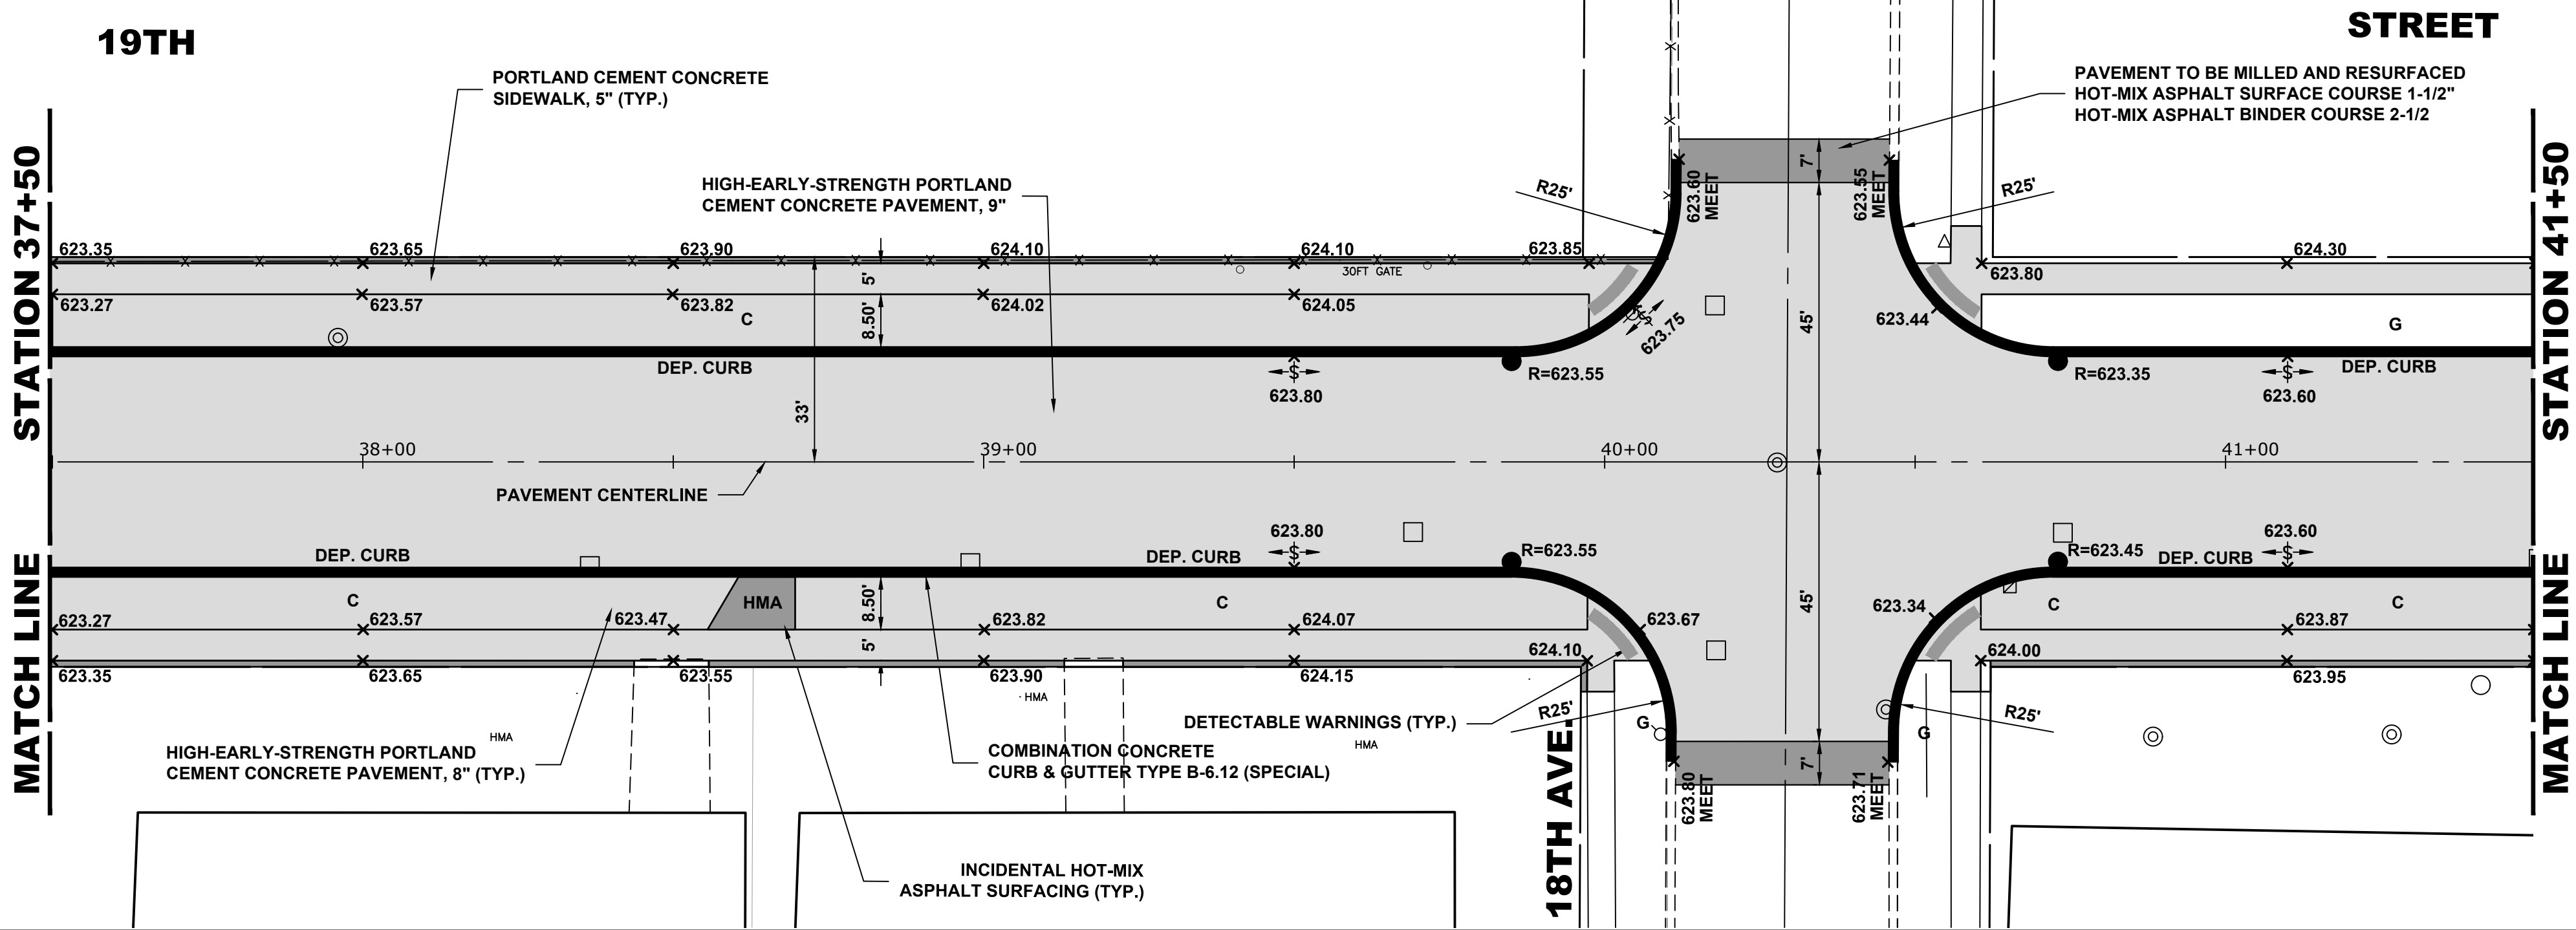 19TH
STREET
PORTLAND CEMENT CONCRETE
SIDEWALK, 5" (TYP.)
PAVEMENT TO BE MILLED AND RESURFACED
HOT-MIX ASPHALT SURFACE COURSE 1-1/2"
HOT-MIX ASPHALT BINDER COURSE 2-1/2
HIGH-EARLY-STRENGTH PORTLAND
CEMENT CONCRETE PAVEMENT, 9"
MATCH LINE STATION 37+50
MATCH LINE STATION 41+50
7'
623.60
MEET
623.55
MEET
R25'
R25'
623.35
623.65
623.90
624.10
624.10
623.85
624.30
30FT GATE
623.80
5'
623.27
623.57
623.82
624.02
624.05
C
8.50'
623.75
45'
623.44
G
DEP. CURB
33'
$
623.80
R=623.55
R=623.35
$
623.60
DEP. CURB
38+00
39+00
40+00
41+00
PAVEMENT CENTERLINE
DEP. CURB
DEP. CURB
623.80
$
R=623.55
R=623.45
DEP. CURB
623.60
$
C
HMA
8.50'
C
45'
C
C
623.27
623.57
623.47
623.82
624.07
623.67
623.34
623.87
5'
624.10
624.00
623.35
623.65
623.55
623.90
624.15
623.95
HMA
HMA
HMA
DETECTABLE WARNINGS (TYP.)
R25'
R25'
G
G
HIGH-EARLY-STRENGTH PORTLAND
CEMENT CONCRETE PAVEMENT, 8" (TYP.)
COMBINATION CONCRETE
CURB & GUTTER TYPE B-6.12 (SPECIAL)
7'
623.80
MEET
623.71
MEET
18TH AVE.
INCIDENTAL HOT-MIX
ASPHALT SURFACING (TYP.)